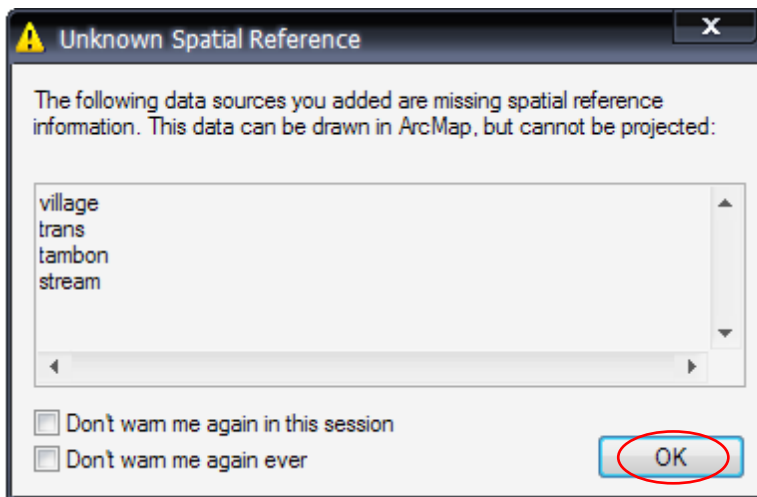 Unknown Spatial Reference
X
The following data sources you added are missing spatial reference
information. This data can be drawn in ArcMap, but cannot be projected:
village
trans
tambon
stream
Don't warn me again in this session
Don't warn me again ever
OK